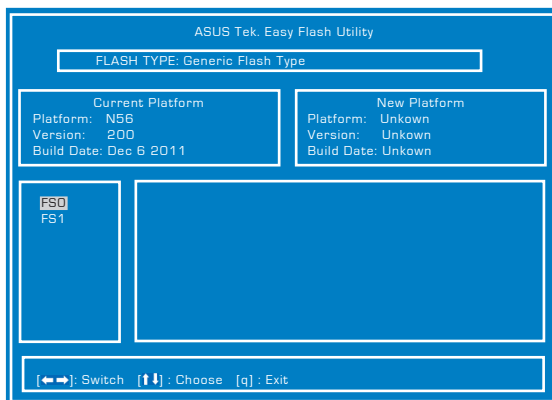 ASUS Tek. Easy Flash Utility
FLASH TYPE: Generic Flash Type
Current Platform
Platform: N56
Version: 200
Build Date: Dec 6 2011
New Platform
Platform: Unkown
Version: Unkown
Build Date: Unkown
FS0
FS1
[←→]: Switch [↑↓] : Choose [q] : Exit